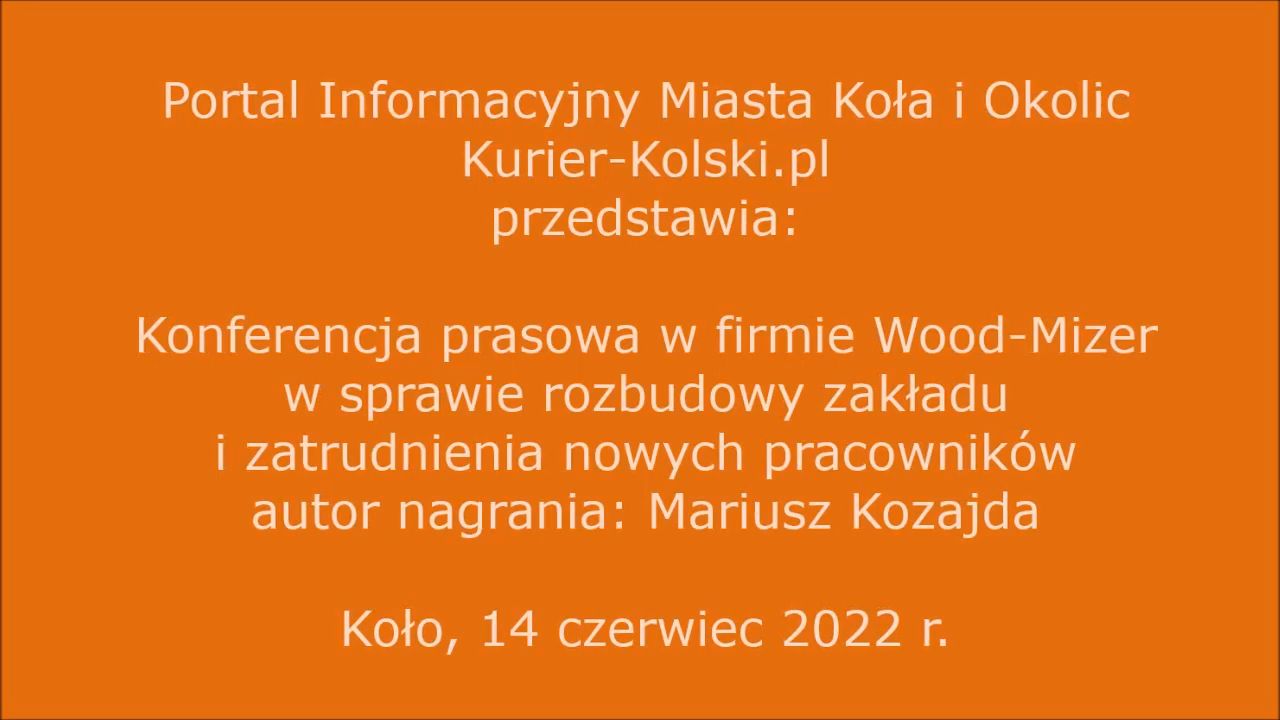 Portal Informacyjny Miasta Koła i Okolic
Kurier-Kolski.pl
przedstawia:
Konferencja prasowa w firmie Wood-Mizer
w sprawie rozbudowy zakładu
i zatrudnienia nowych pracowników
autor nagrania: Mariusz Kozajda
Koło, 14 czerwiec 2022 r.